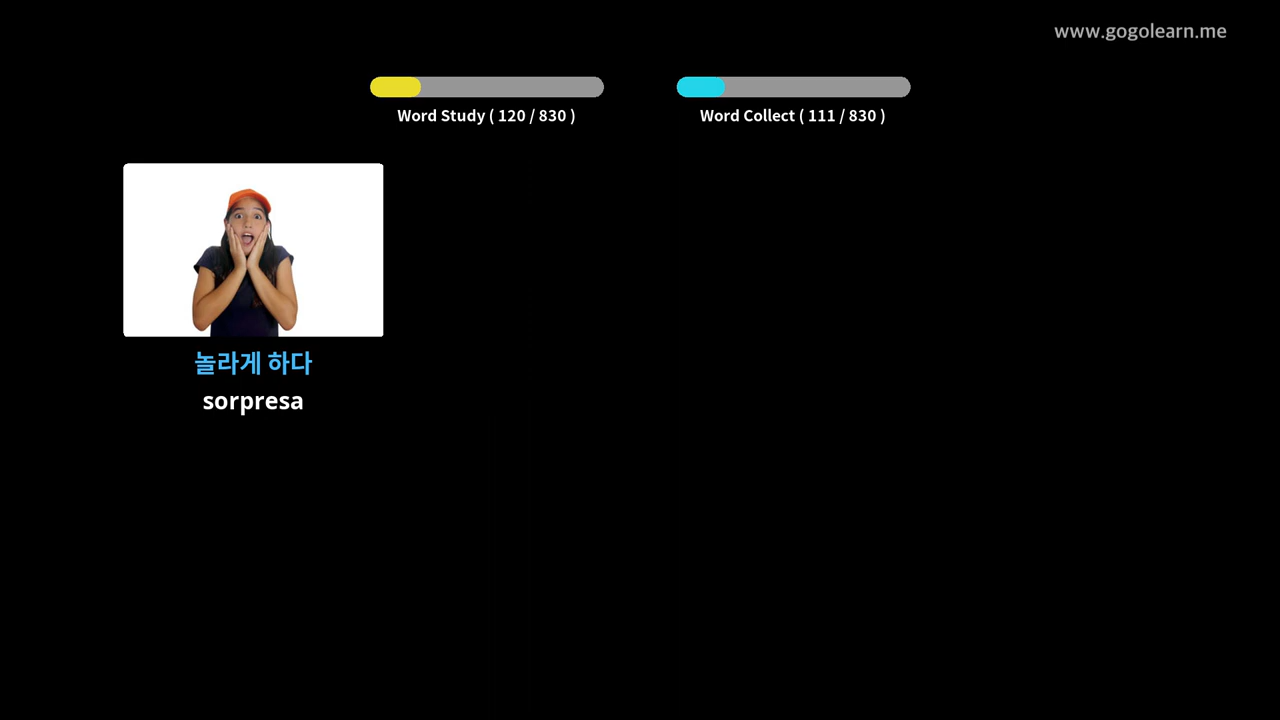 www.gogolearn.me
Word Study ( 120 / 830 )
Word Collect ( 111 / 830 )
놀라게 하다
sorpresa